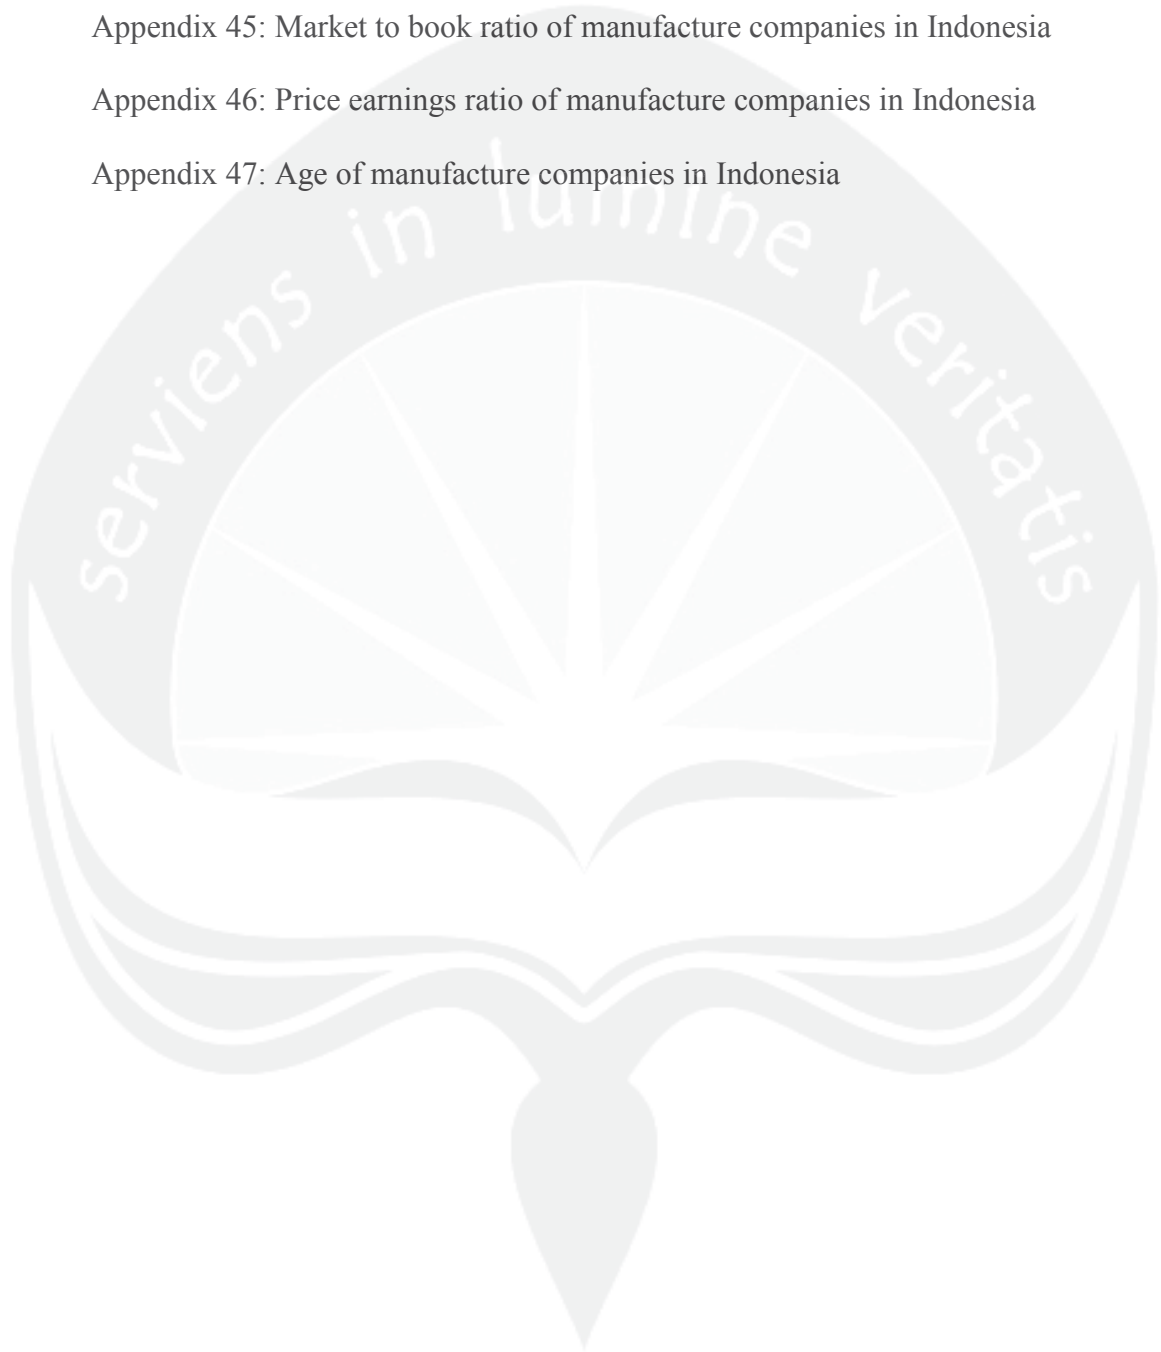 Appendix 45: Market to book ratio of manufacture companies in Indonesia
Appendix 46: Price earnings ratio of manufacture companies in Indonesia
Appendix 47: Age of manufacture companies in Indonesia
serviens in lumine veritatis